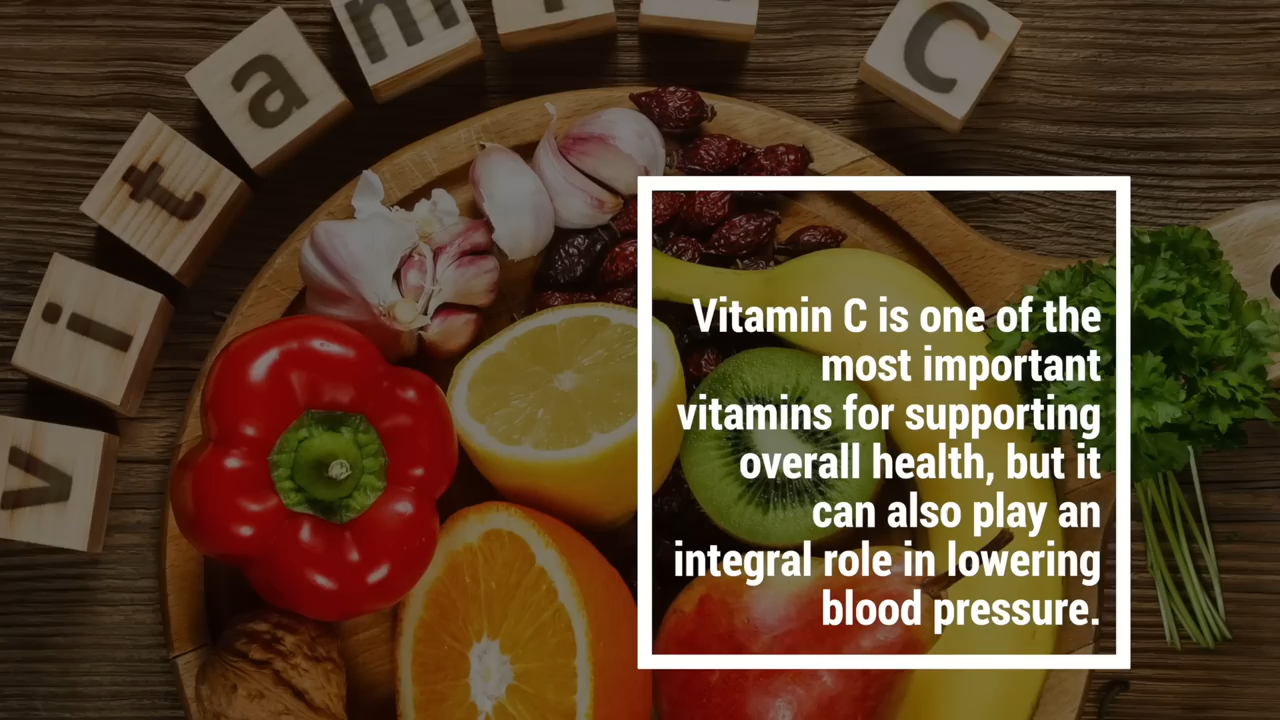 vitamin C
Vitamin C is one of the
most important
vitamins for supporting
overall health, but it
can also play an
integral role in lowering
blood pressure.